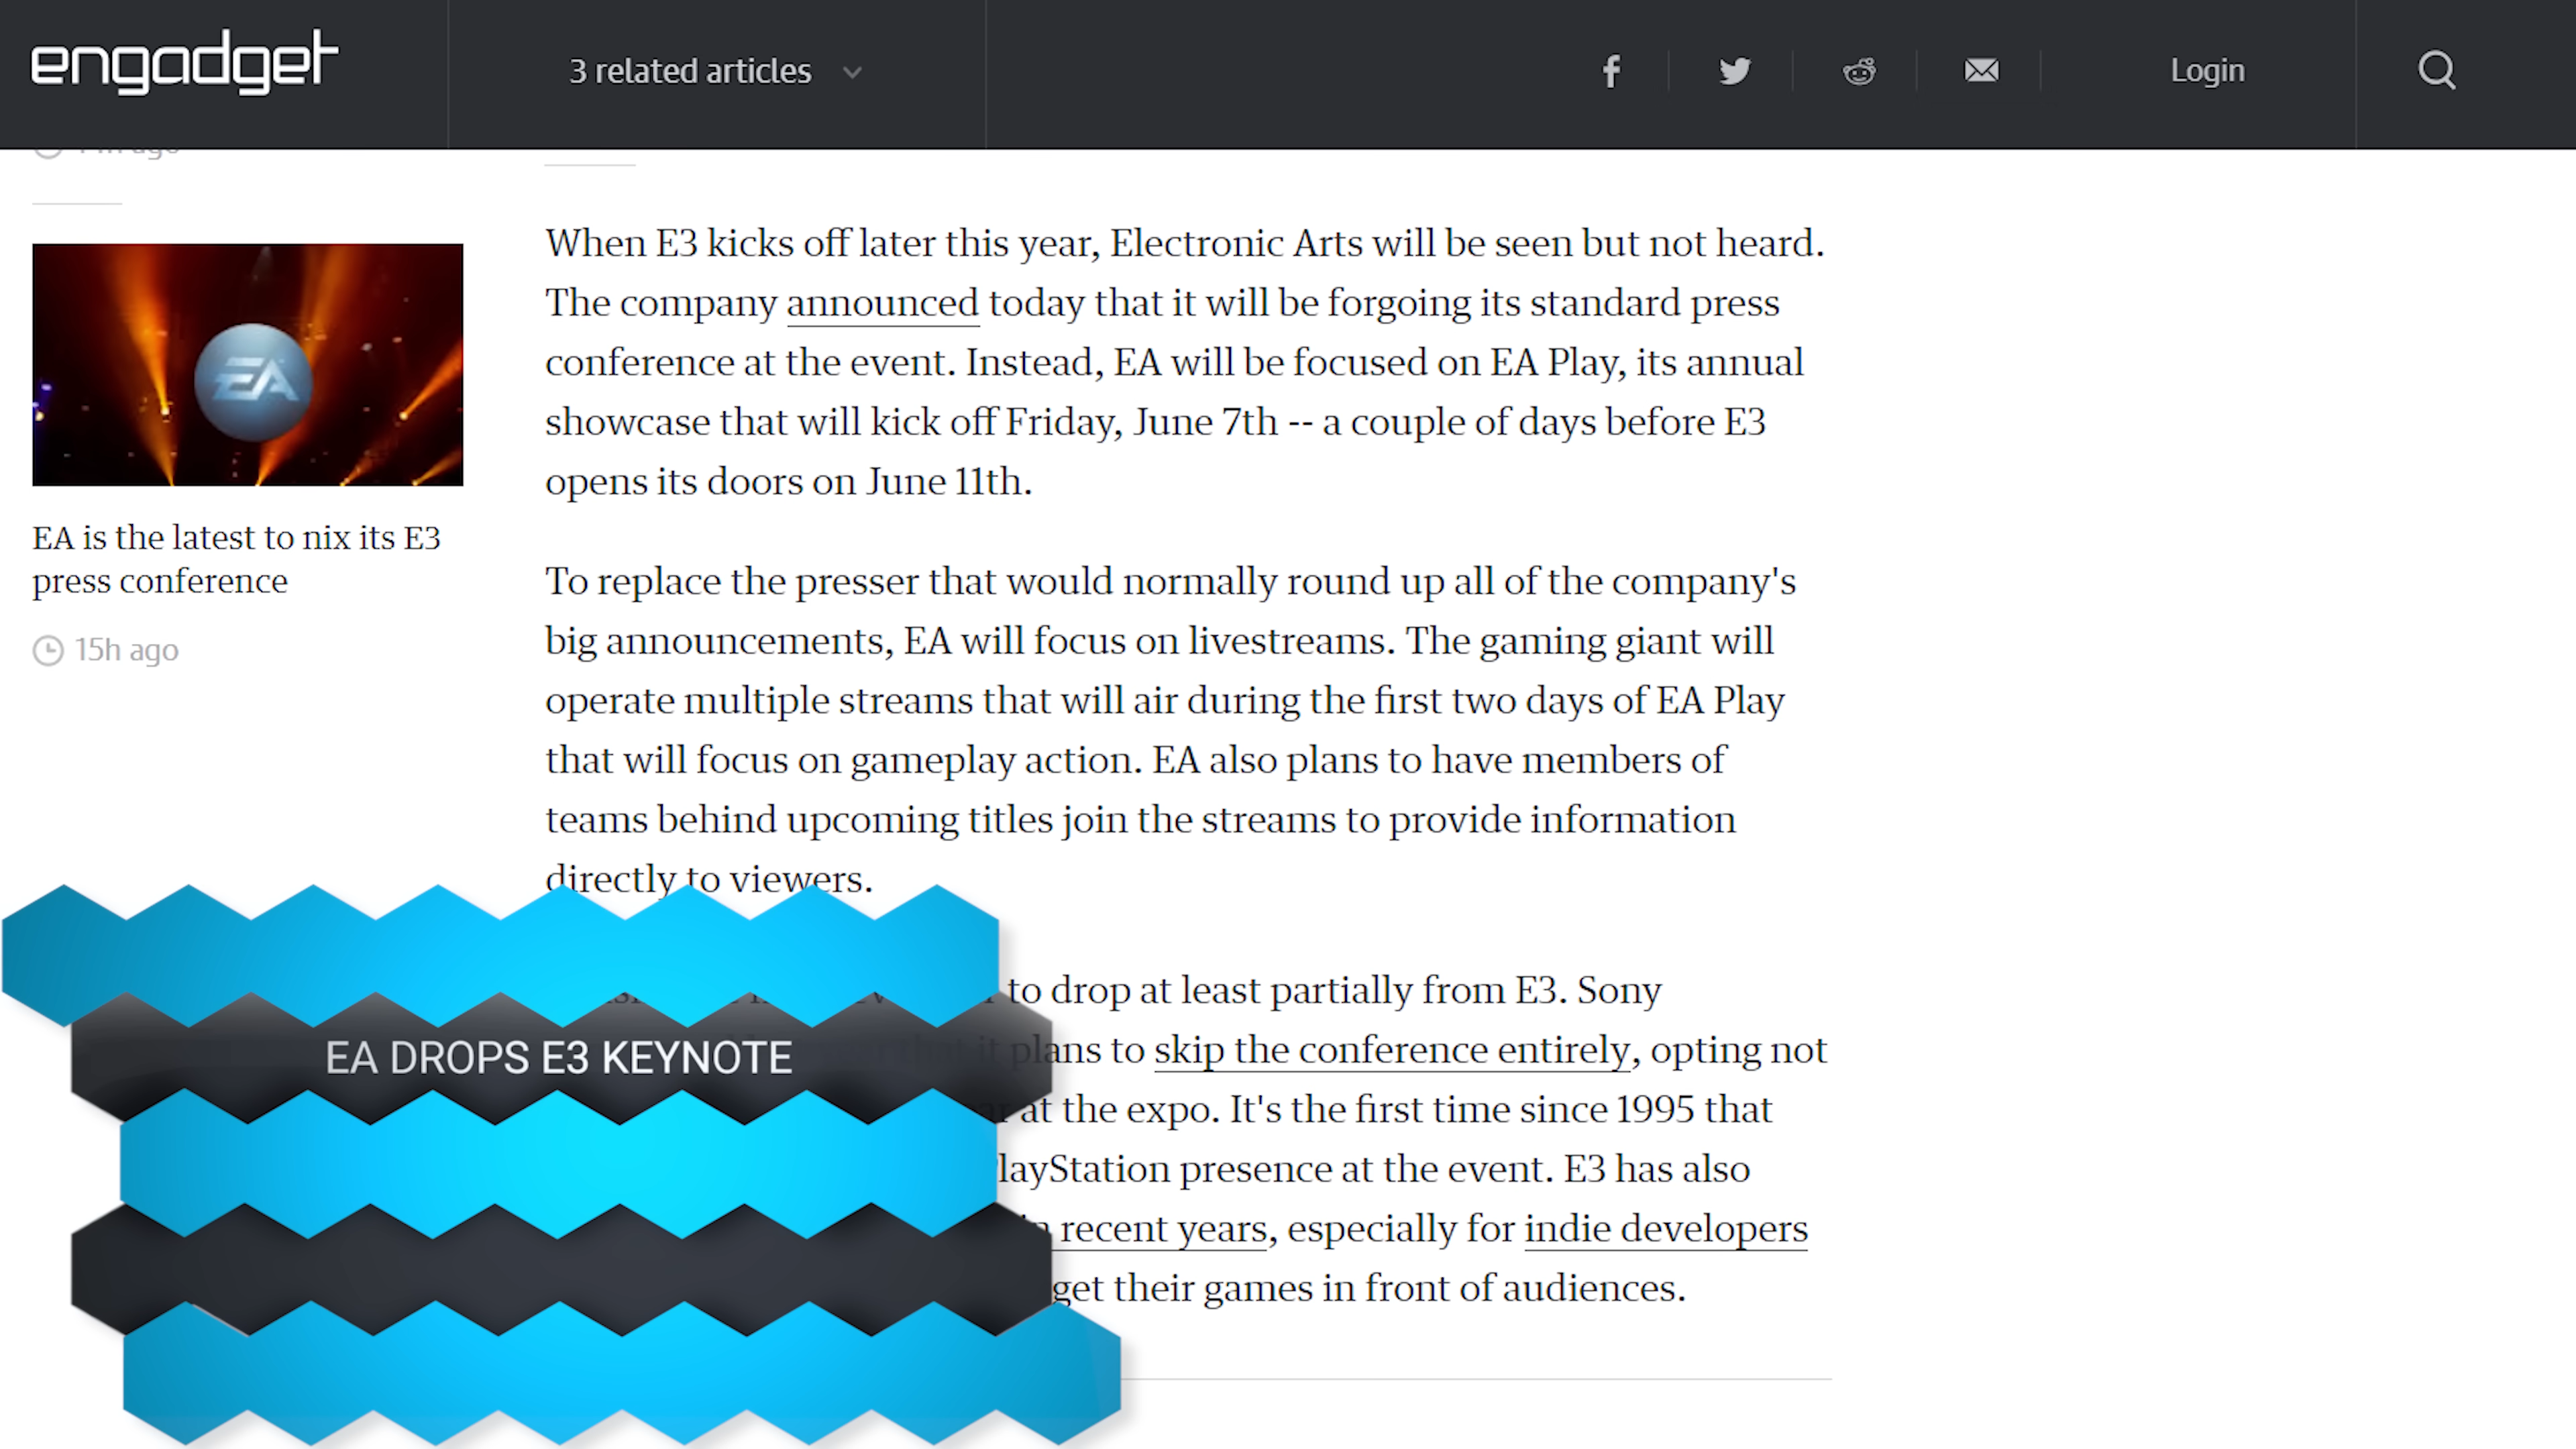 engadget
3 related articles
Login
When E3 kicks off later this year, Electronic Arts will be seen but not heard.
The company announced today that it will be forgoing its standard press
conference at the event. Instead, EA will be focused on EA Play, its annual
showcase that will kick off Friday, June 7th -- a couple of days before E3
opens its doors on June 11th.
EA
EA is the latest to nix its E3
press conference
15h ago
To replace the presser that would normally round up all of the company's
big announcements, EA will focus on livestreams. The gaming giant will
operate multiple streams that will air during the first two days of EA Play
that will focus on gameplay action. EA also plans to have members of
teams behind upcoming titles join the streams to provide information
directly to viewers.
to drop at least partially from E3. Sony
plans to skip the conference entirely, opting not
at the expo. It's the first time since 1995 that
layStation presence at the event. E3 has also
recent years, especially for indie developers
get their games in front of audiences.
EA DROPS E3 KEYNOTE